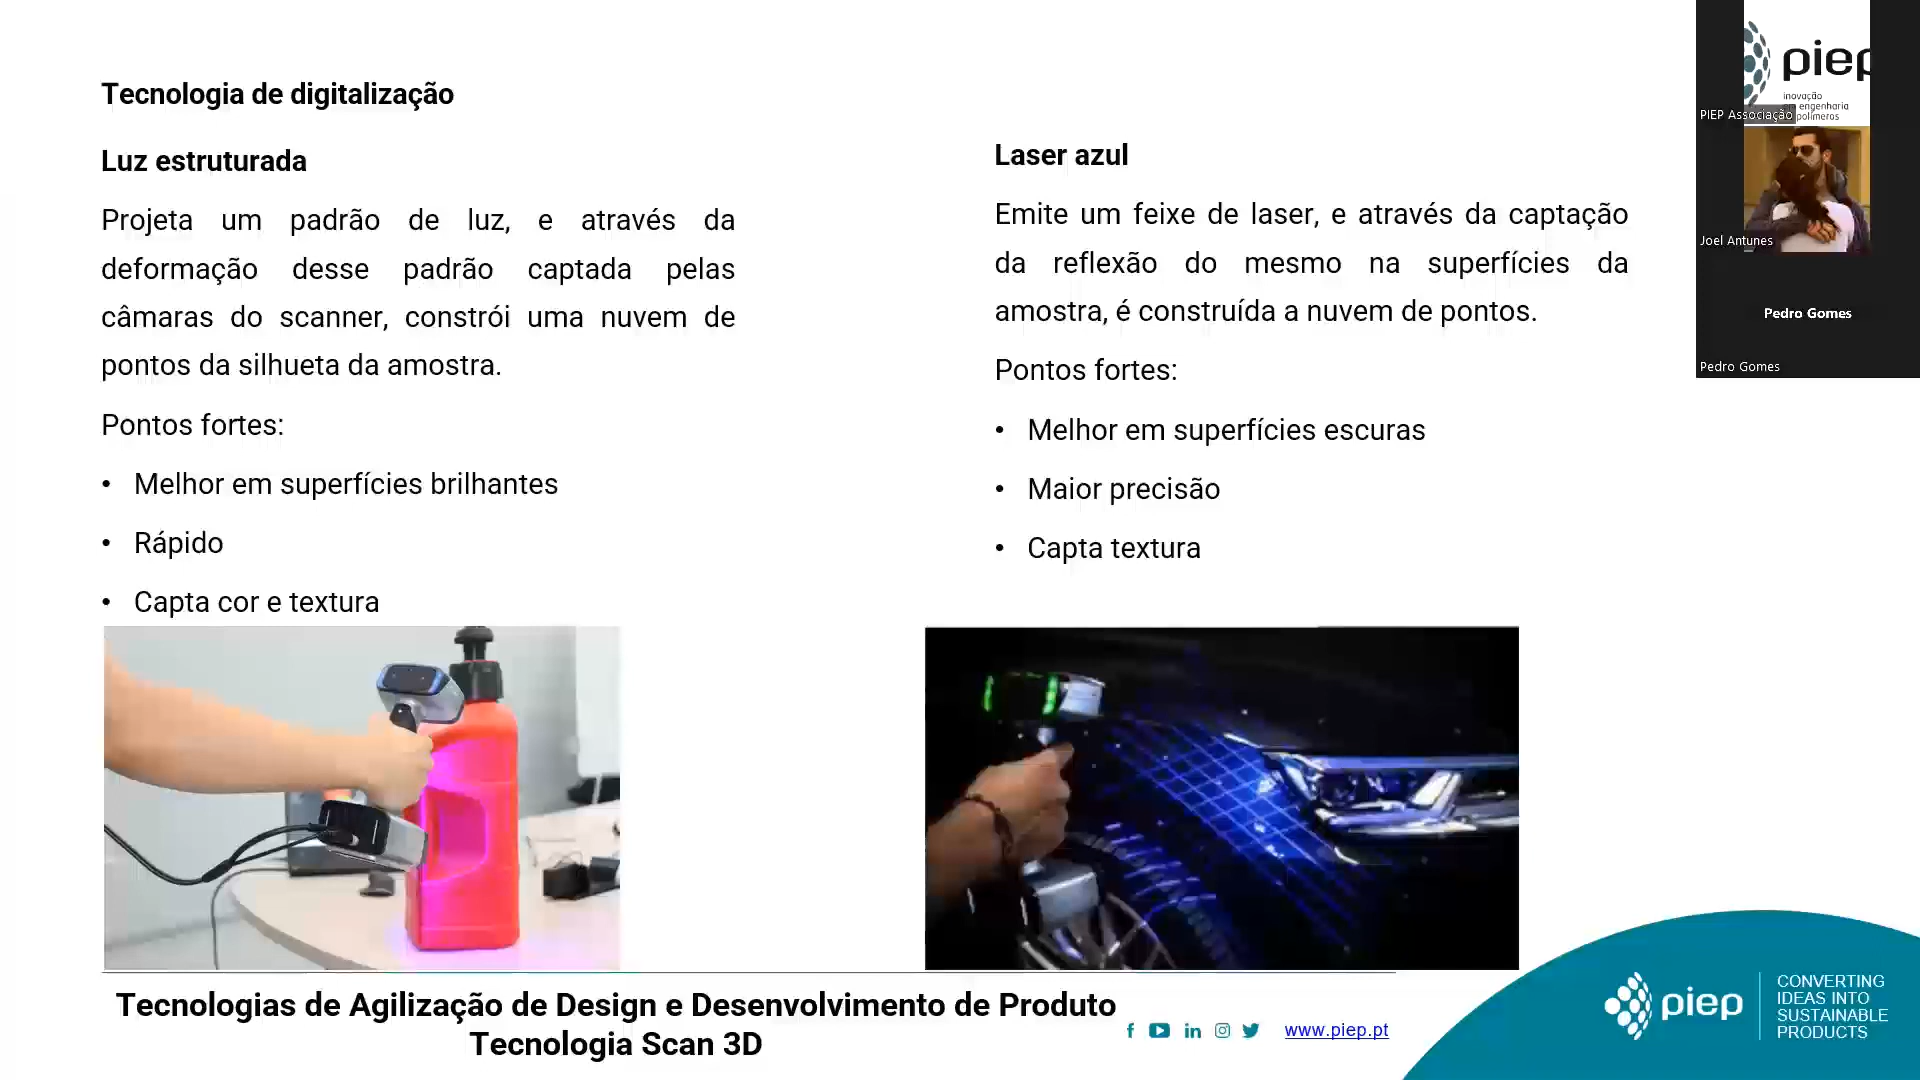 Tecnologia de digitalização
Luz estruturada
Projeta um padrão de luz, e através da
deformação desse padrão captada pelas
câmaras do scanner, constrói uma nuvem de
pontos da silhueta da amostra.
Pontos fortes:
• Melhor em superfícies brilhantes
• Rápido
• Capta cor e textura
Laser azul
Emite um feixe de laser, e através da captação
da reflexão do mesmo na superfícies da
amostra, é construída a nuvem de pontos.
Pontos fortes:
• Melhor em superfícies escuras
• Maior precisão
• Capta textura
Tecnologias de Agilização de Design e Desenvolvimento de Produto
Tecnologia Scan 3D
www.piep.pt
piep
CONVERTING
IDEAS INTO
SUSTAINABLE
PRODUCTS
piep
inovação
engenharia
polímeros
PIEP Associação
Joel Antunes
Pedro Gomes
Pedro Gomes